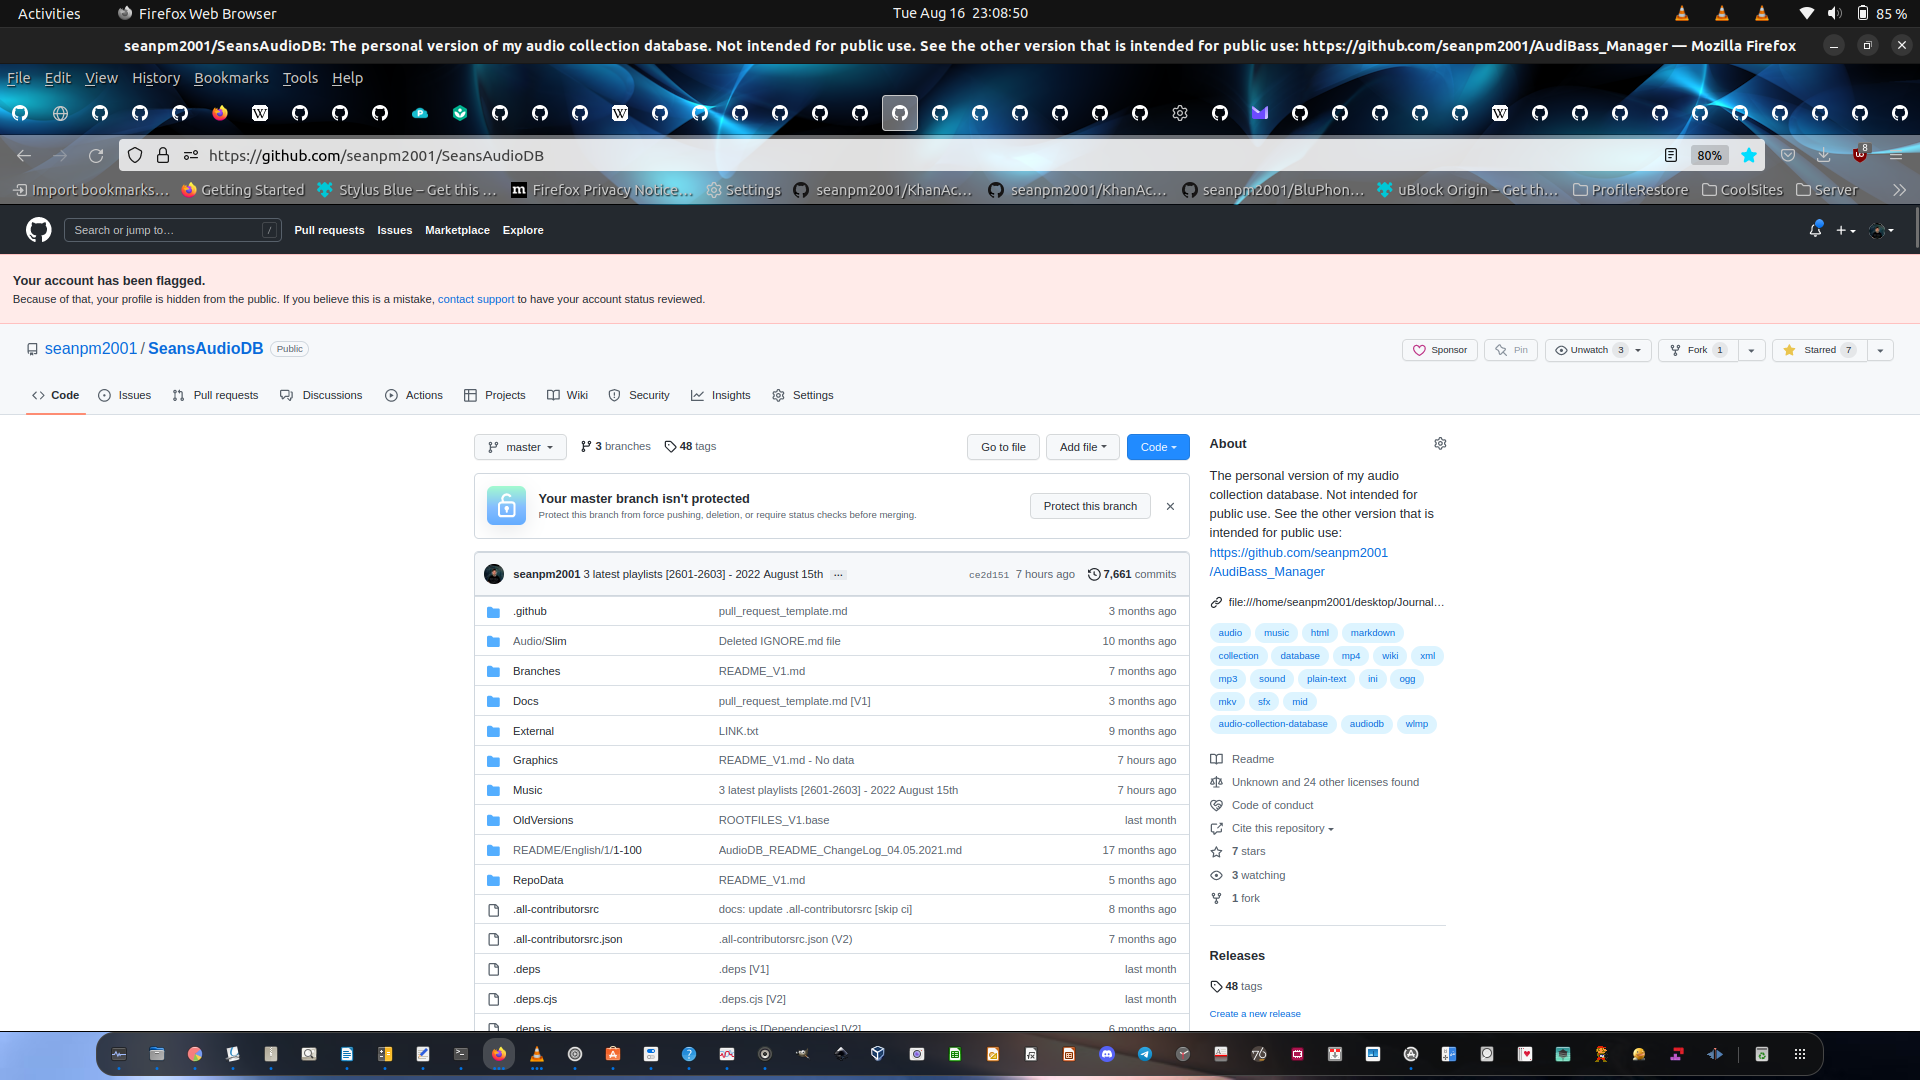 Activities
Firefox Web Browser
Tue Aug 16 23:08:50
85 %
seanpm2001/SeansAudioDB: The personal version of my audio collection database. Not intended for public use. See the other version that is intended for public use: https://github.com/seanpm2001/AudiBass_Manager — Mozilla Firefox
File Edit View History Bookmarks Tools Help
https://github.com/seanpm2001/SeansAudioDB
80%
8
Import bookmarks… Getting Started Stylus Blue – Get this … Firefox Privacy Notice… Settings seanpm2001/KhanAc… seanpm2001/KhanAc… seanpm2001/BluPhon… uBlock Origin – Get th… ProfileRestore CoolSites Server
Search or jump to… /
Pull requests Issues Marketplace Explore
Your account has been flagged.
Because of that, your profile is hidden from the public. If you believe this is a mistake, contact support to have your account status reviewed.
seanpm2001 / SeansAudioDB Public
Sponsor Pin Unwatch 3 Fork 1 Starred 7
Code Issues Pull requests Discussions Actions Projects Wiki Security Insights Settings
master 3 branches 48 tags
Go to file Add file Code
Your master branch isn't protected
Protect this branch from force pushing, deletion, or require status checks before merging.
Protect this branch
seanpm2001 3 latest playlists [2601-2603] - 2022 August 15th … ce2d151 7 hours ago 7,661 commits
.github pull_request_template.md 3 months ago
Audio/Slim Deleted IGNORE.md file 10 months ago
Branches README_V1.md 7 months ago
Docs pull_request_template.md [V1] 3 months ago
External LINK.txt 9 months ago
Graphics README_V1.md - No data 7 hours ago
Music 3 latest playlists [2601-2603] - 2022 August 15th 7 hours ago
OldVersions ROOTFILES_V1.base last month
README/English/1/1-100 AudioDB_README_ChangeLog_04.05.2021.md 17 months ago
RepoData README_V1.md 5 months ago
.all-contributorsrc docs: update .all-contributorsrc [skip ci] 8 months ago
.all-contributorsrc.json .all-contributorsrc.json (V2) 7 months ago
.deps .deps [V1] last month
.deps.cjs .deps.cjs [V2] last month
.deps.js .deps.js [Dependencies] [V2] 6 months ago
About
The personal version of my audio
collection database. Not intended for
public use. See the other version that is
intended for public use:
https://github.com/seanpm2001
/AudiBass_Manager
file:///home/seanpm2001/desktop/Journal…
audio music html markdown
collection database mp4 wiki xml
mp3 sound plain-text ini ogg
mkv sfx mid
audio-collection-database audiodb wlmp
Readme
Unknown and 24 other licenses found
Code of conduct
Cite this repository
7 stars
3 watching
1 fork
Releases
48 tags
Create a new release